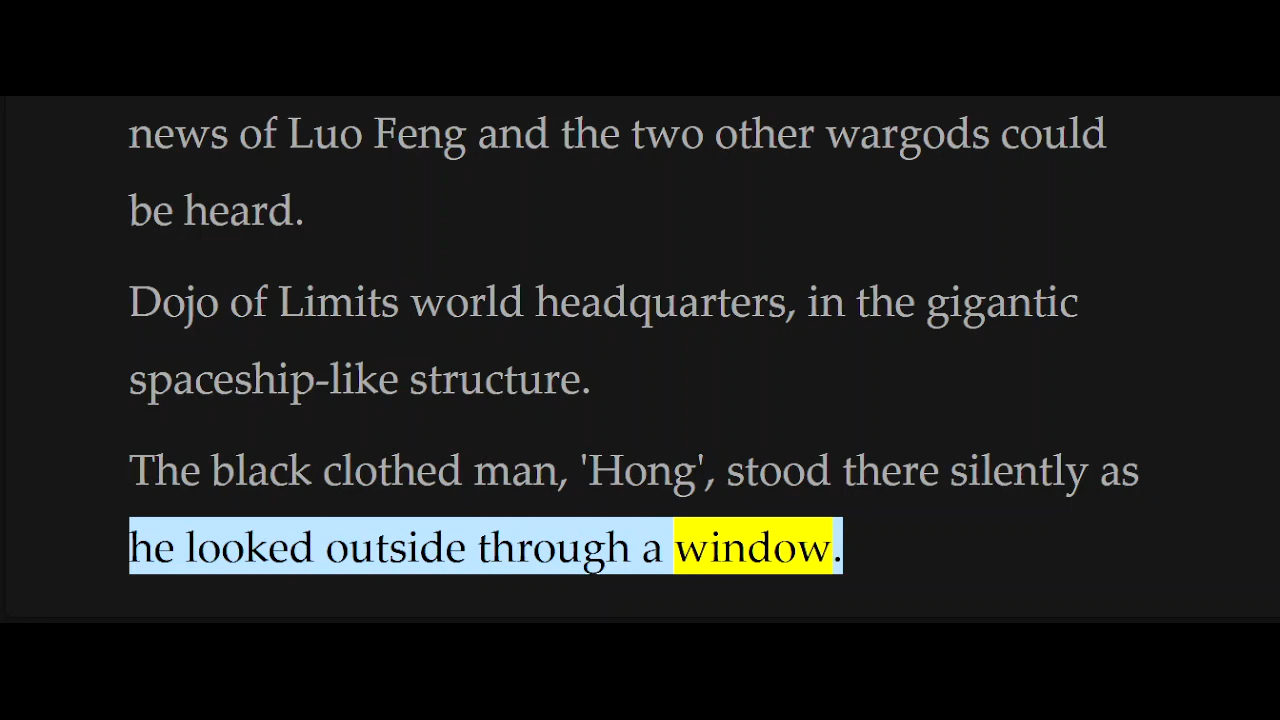 news of Luo Feng and the two other wargods could
be heard.
Dojo of Limits world headquarters, in the gigantic
spaceship-like structure.
The black clothed man, 'Hong', stood there silently as
he looked outside through a window.